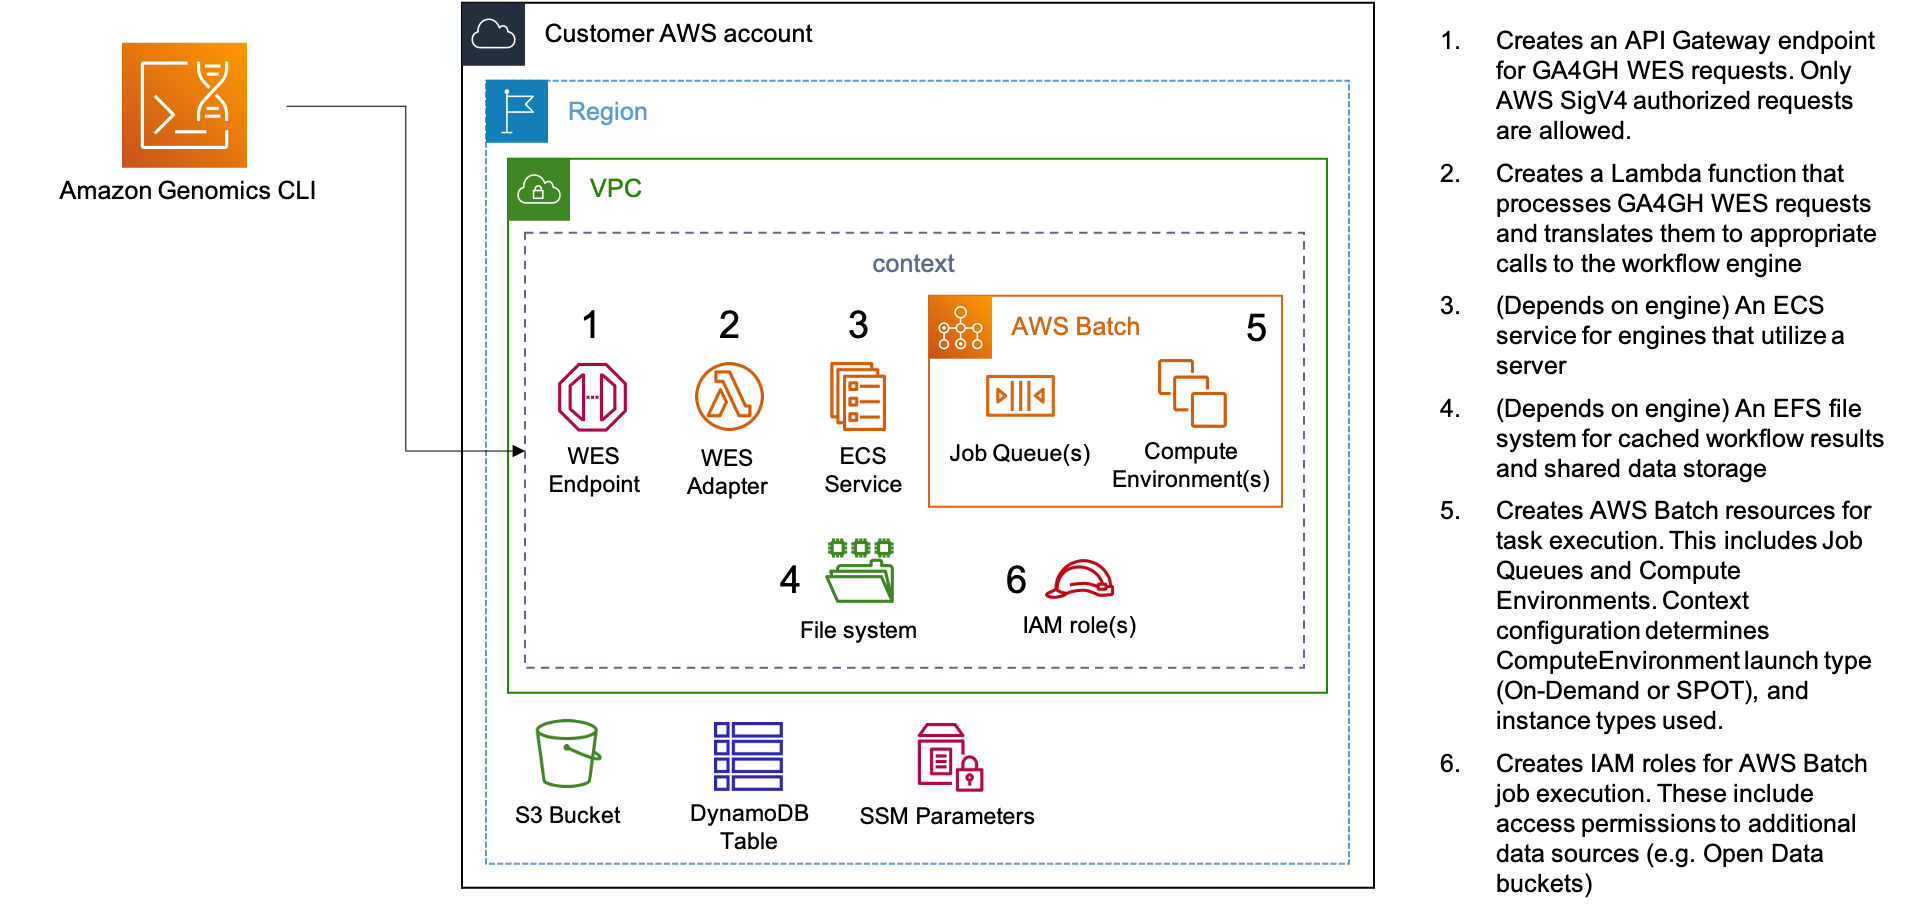 Amazon Genomics CLI
Customer AWS account
Region
VPC
context
1
2
3
AWS Batch
5
WES
Endpoint
WES
Adapter
ECS
Service
Job Queue(s)
Compute
Environment(s)
4
File system
6
IAM role(s)
S3 Bucket
DynamoDB
Table
SSM Parameters
1. Creates an API Gateway endpoint
for GA4GH WES requests. Only
AWS SigV4 authorized requests
are allowed.
2. Creates a Lambda function that
processes GA4GH WES requests
and translates them to appropriate
calls to the workflow engine
3. (Depends on engine) An ECS
service for engines that utilize a
server
4. (Depends on engine) An EFS file
system for cached workflow results
and shared data storage
5. Creates AWS Batch resources for
task execution. This includes Job
Queues and Compute
Environments. Context
configuration determines
ComputeEnvironment launch type
(On-Demand or SPOT), and
instance types used.
6. Creates IAM roles for AWS Batch
job execution. These include
access permissions to additional
data sources (e.g. Open Data
buckets)